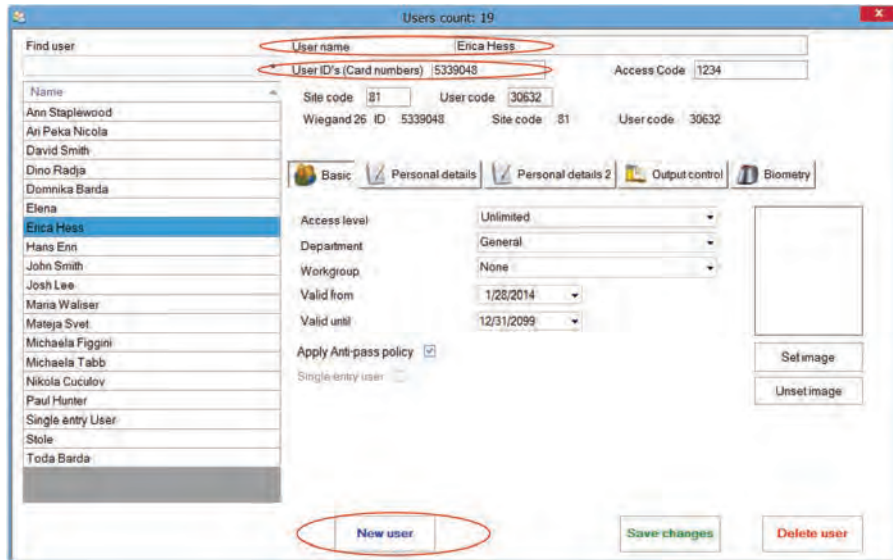 Users count: 19
x
Find user
User name Erica Hess
User ID's (Card numbers) 5339048 Access Code 1234
Name
Site code 81 User code 30632
Wiegand 26 ID 5339048 Site code 81 User code 30632
Ann Staplewood
Ari Peka Nicola
David Smith
Dino Radja
Domnika Barda
Elena
Erica Hess
Hans Enn
John Smith
Josh Lee
Maria Waliser
Mateja Svet
Michaela Figgini
Michaela Tabb
Nikola Cuculov
Paul Hunter
Single entry User
Stole
Toda Barda
Basic Personal details Personal details 2 Output control Biometry
Access level Unlimited
Department General
Workgroup None
Valid from 1/28/2014
Valid until 12/31/2099
Apply Anti-pass policy
Single entry user
Set image
Unset image
New user Save changes Delete user